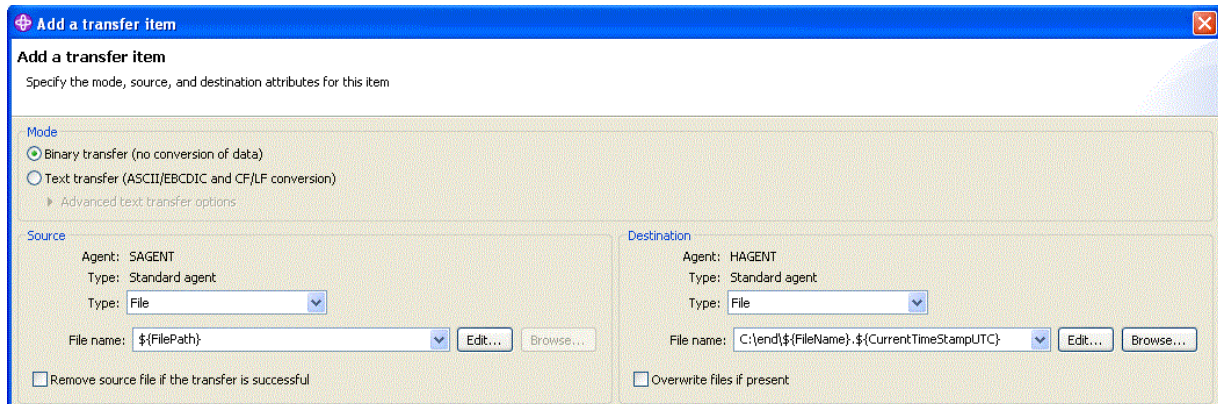 Add a transfer item
Add a transfer item
Specify the mode, source, and destination attributes for this item
Mode
Binary transfer (no conversion of data)
Text transfer (ASCII/EBCDIC and CF/LF conversion)
Advanced text transfer options
Source
Agent: SAGENT
Type: Standard agent
Type: File
File name: ${FilePath} Edit... Browse...
Remove source file if the transfer is successful
Destination
Agent: HAGENT
Type: Standard agent
Type: File
File name: C:\end\${FileName}.${CurrentTimeStampUTC} Edit... Browse...
Overwrite files if present